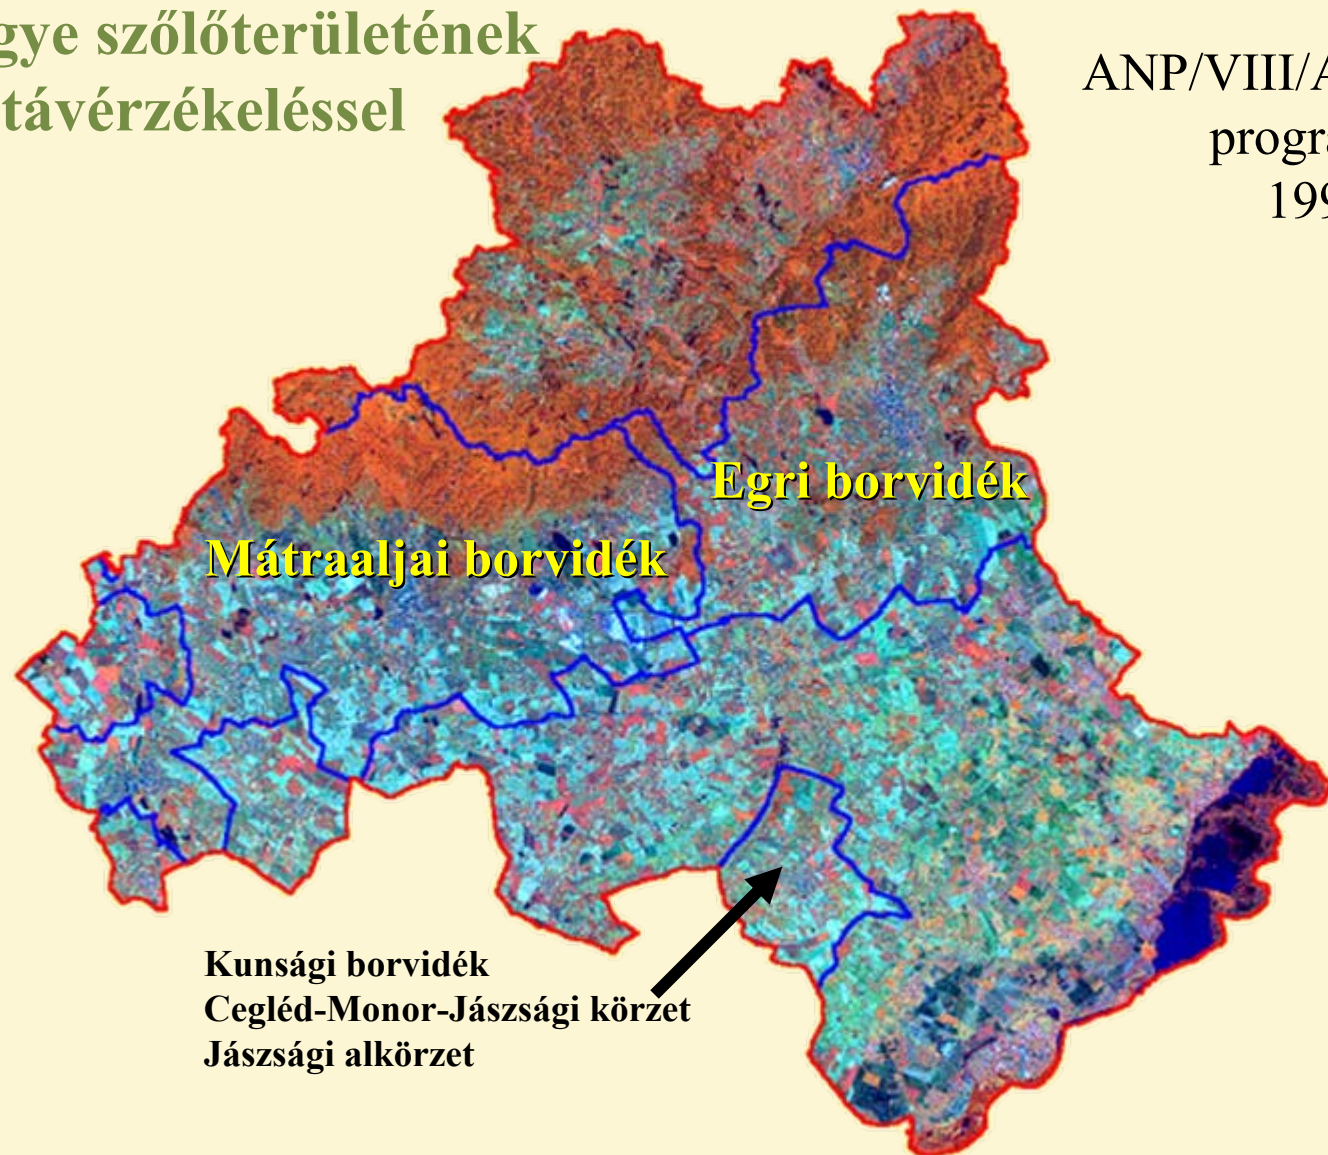 gye szőlőterületének
távérzékeléssel
ANP/VIII/A
progra
199
Egri borvidék
Mátraaljai borvidék
Kunsági borvidék
Cegléd-Monor-Jászsági körzet
Jászsági alkörzet